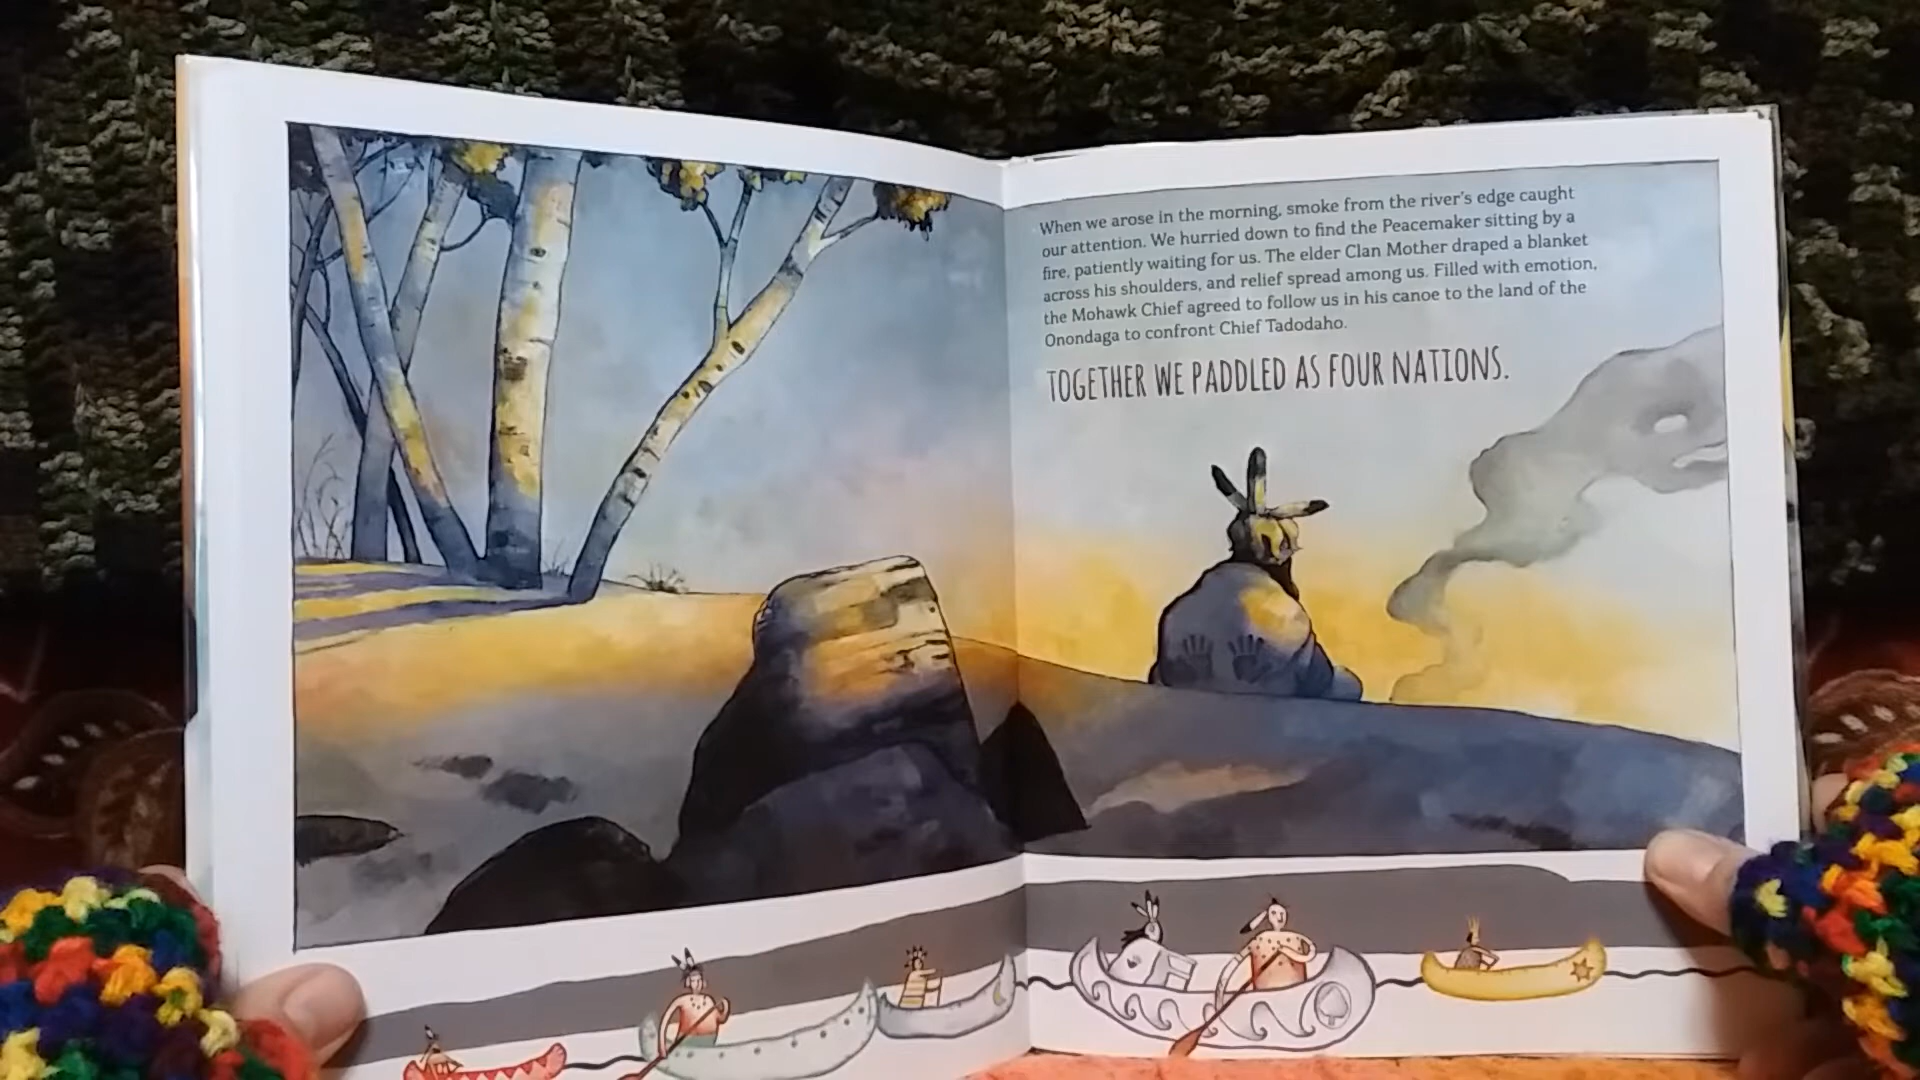 When we arose in the morning, smoke from the river's edge caught
our attention. We hurried down to find the Peacemaker sitting by a
fire, patiently waiting for us. The elder Clan Mother draped a blanket
across his shoulders, and relief spread among us. Filled with emotion,
the Mohawk Chief agreed to follow us in his canoe to the land of the
Onondaga to confront Chief Tadodaho.
TOGETHER WE PADDLED AS FOUR NATIONS.